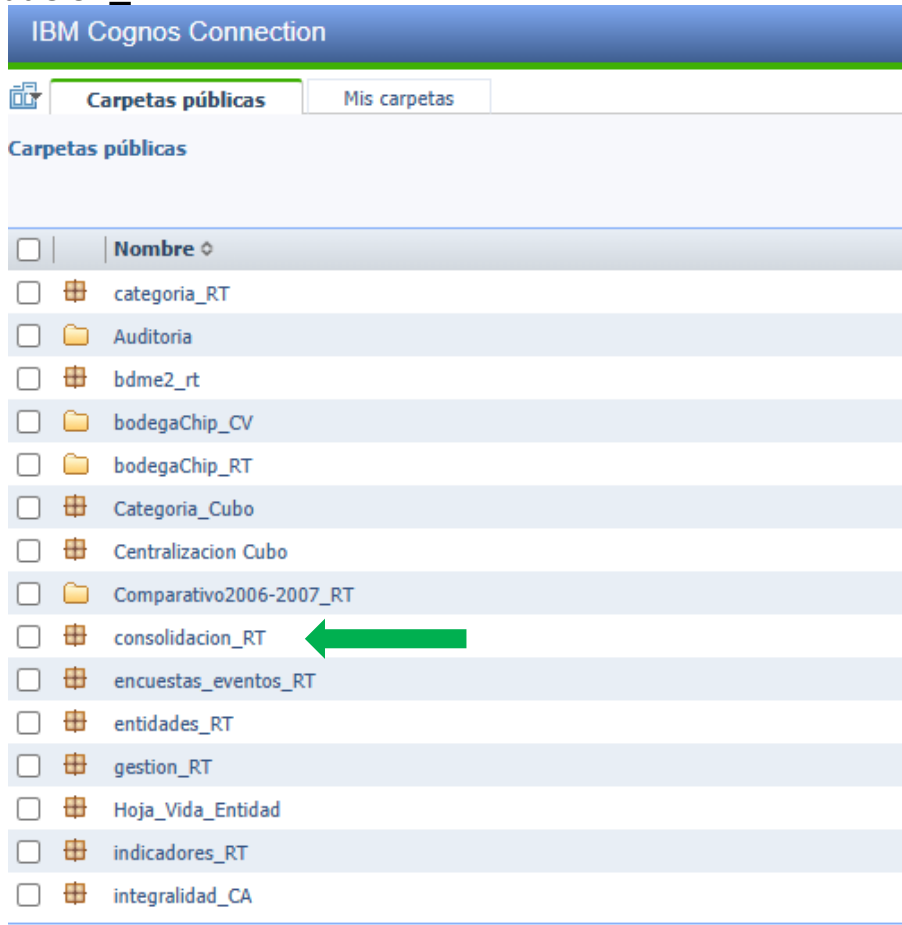 IBM Cognos Connection
Carpetas públicas Mis carpetas
Carpetas públicas
Nombre
categoria_RT
Auditoria
bdme2_rt
bodegaChip_CV
bodegaChip_RT
Categoria_Cubo
Centralizacion Cubo
Comparativo2006-2007_RT
consolidacion_RT
encuestas_eventos_RT
entidades_RT
gestion_RT
Hoja_Vida_Entidad
indicadores_RT
integralidad_CA